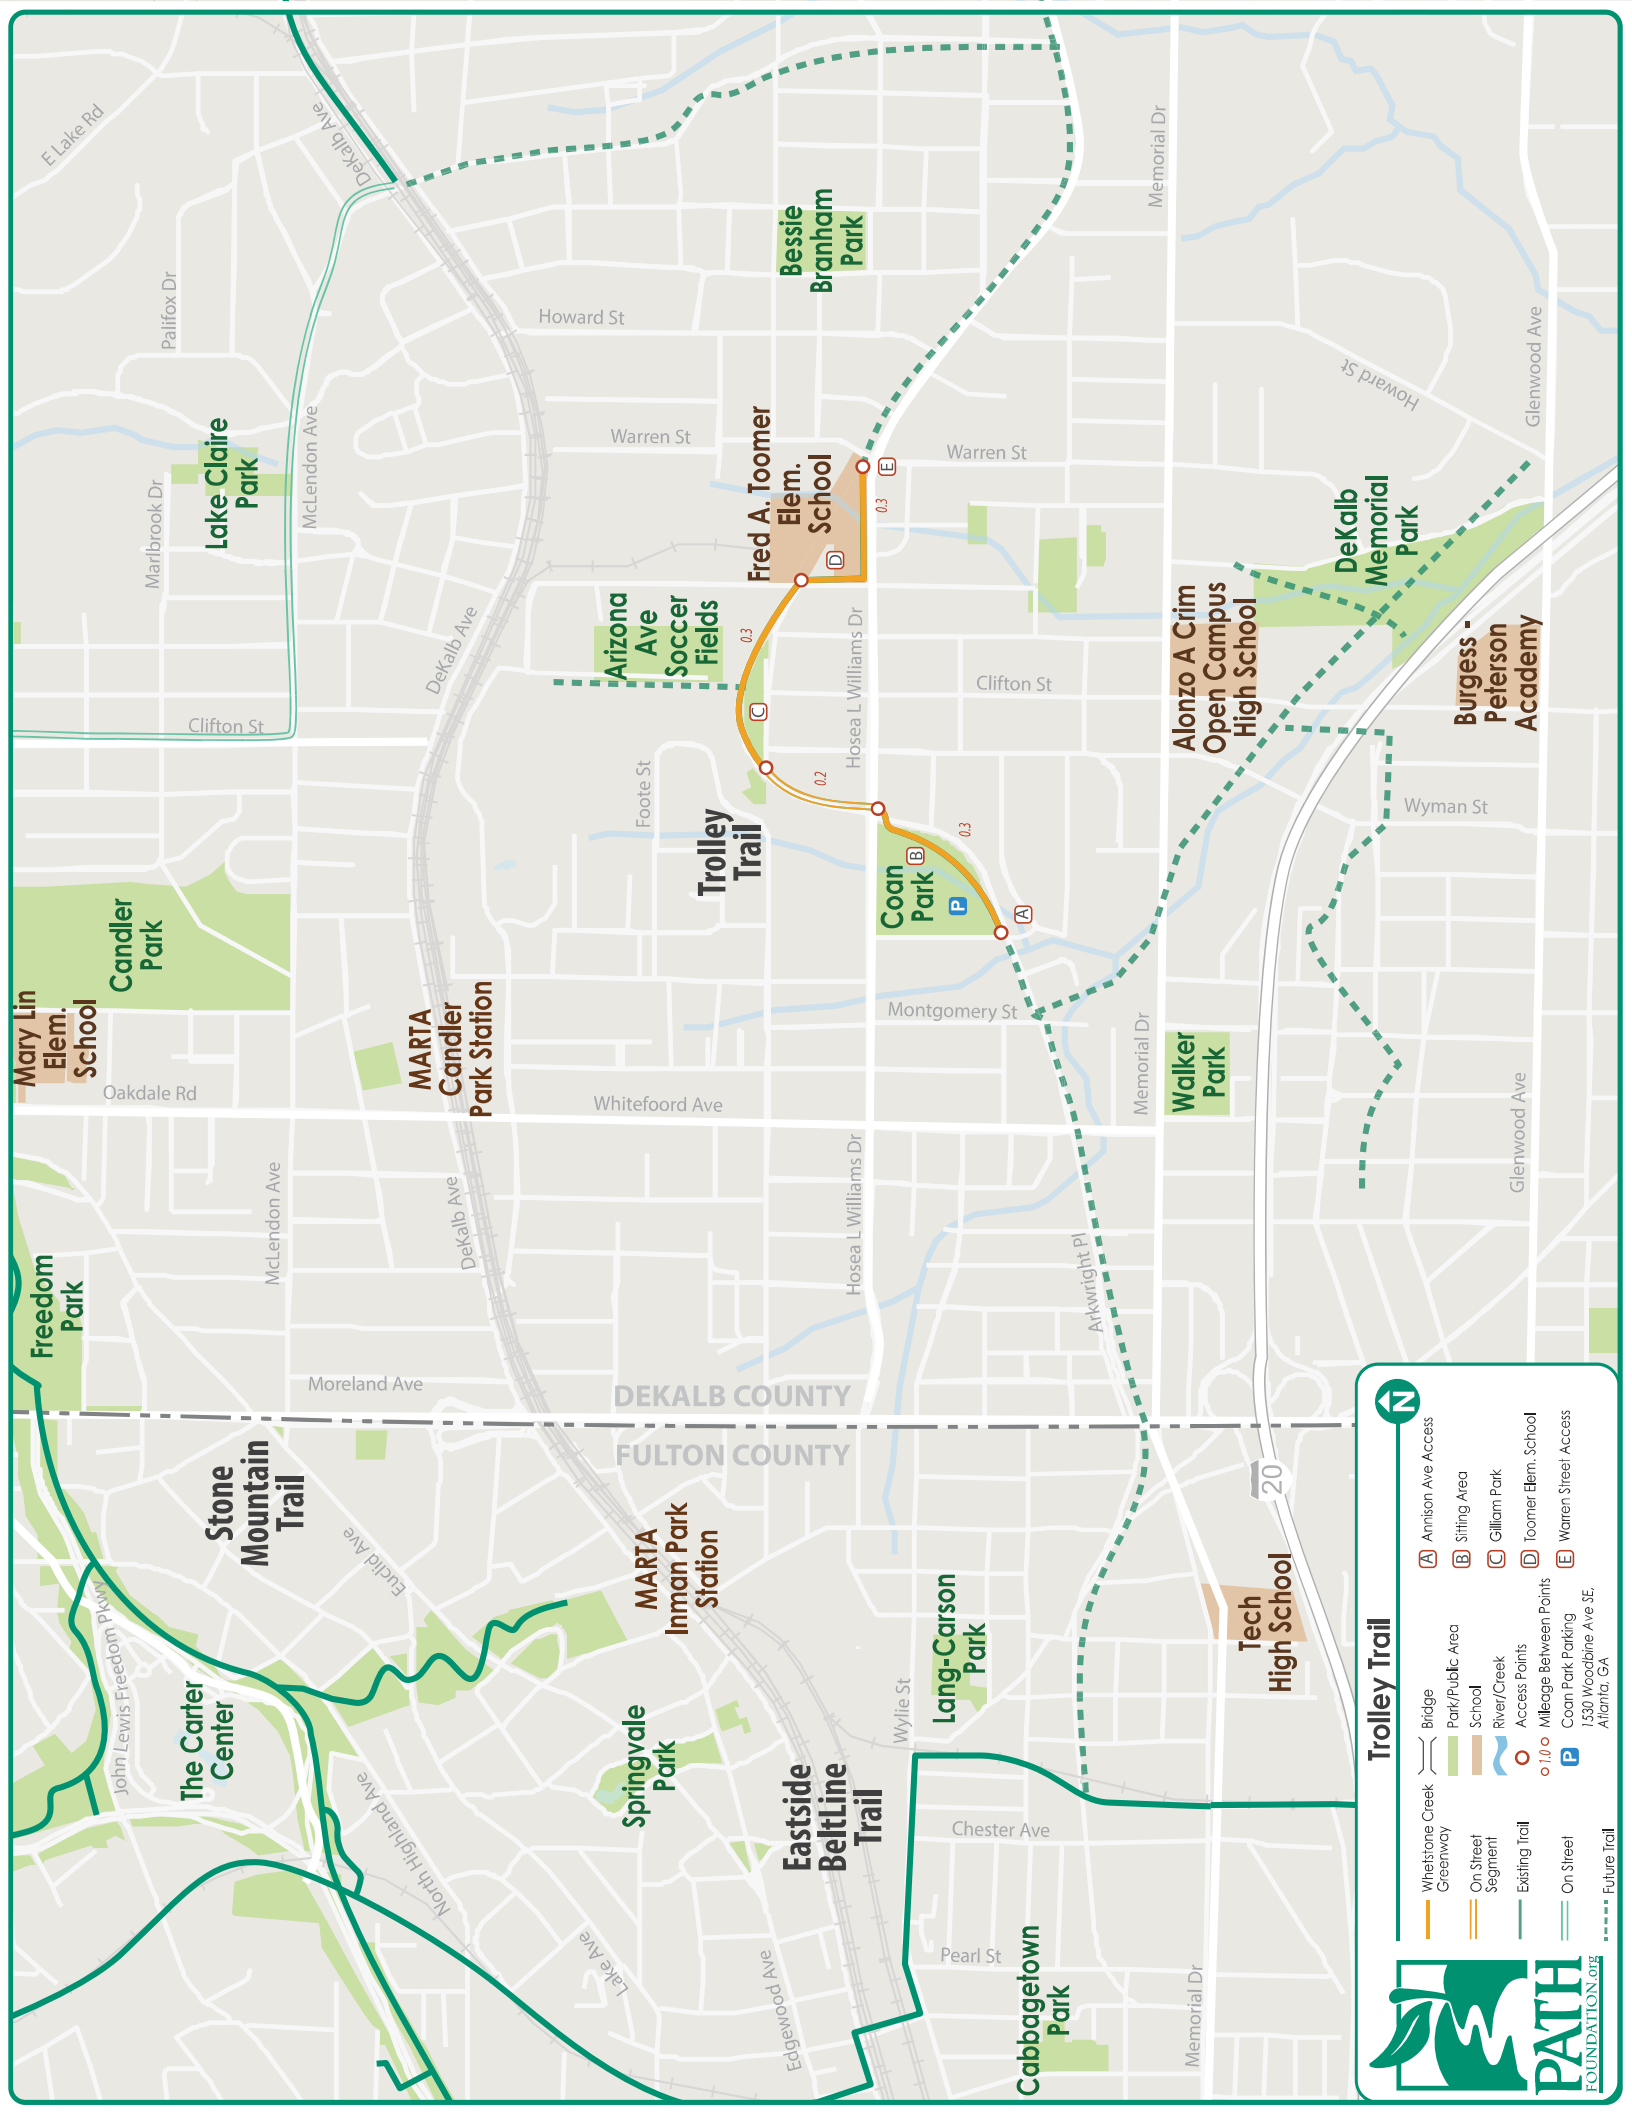 E Lake Rd
DeKalb Ave
DeKalb Ave
Palifox Dr
Lake Claire
Park
McLendon Ave
Marlbrook Dr
Clifton St
Candler
Park
Mary Lin
Elem.
School
Oakdale Rd
McLendon Ave
Freedom
Park
Moreland Ave
Stone
Mountain
Trail
Euclid Ave
John Lewis Freedom Pkwy
The Carter
Center
North Highland Ave
Lake Ave
Edgewood Ave
Springvale
Park
Eastside
BeltLine
Trail
MARTA
Inman Park
Station
DEKALB COUNTY
FULTON COUNTY
DeKalb Ave
MARTA
Candler
Park Station
Whitefoord Ave
DeKalb Ave
Foote St
Trolley
Trail
Arizona
Ave
Soccer
Fields
Howard St
Warren St
Fred A. Toomer
Elem.
School
Bessie
Branham
Park
Memorial Dr
Warren St
E
0.3
D
0.3
C
0.2
Hosea L Williams Dr
Clifton St
B
0.3
Coan
Park
P
A
Montgomery St
Memorial Dr
Walker
Park
Hosea L Williams Dr
Arkwright Pl
Howard St
Glenwood Ave
DeKalb
Memorial
Park
Alonzo A Crim
Open Campus
High School
Burgess -
Peterson
Academy
Wyman St
Glenwood Ave
20
Tech
High School
Lang-Carson
Park
Wylie St
Chester Ave
Pearl St
Cabbagetown
Park
Memorial Dr
Trolley Trail
N
Whetstone Creek
Greenway
On Street
Segment
Existing Trail
On Street
Future Trail
Bridge
Park/Public Area
School
River/Creek
Access Points
1.0 Mileage Between Points
P Coan Park Parking
1530 Woodbine Ave SE,
Atlanta, GA
A Annison Ave Access
B Sitting Area
C Gilliam Park
D Toomer Elem. School
E Warren Street Access
PATH
FOUNDATION.org